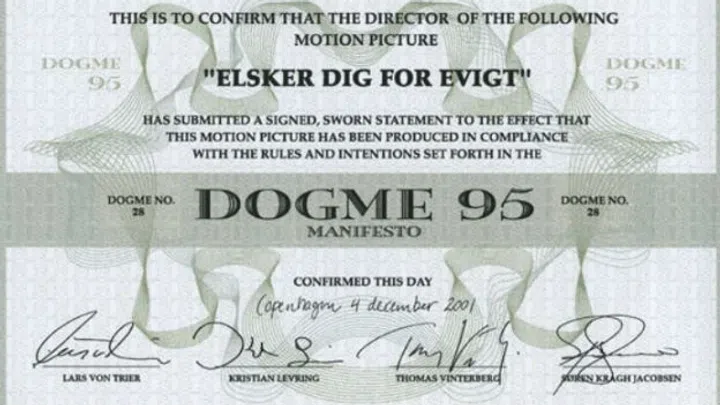 THIS IS TO CONFIRM THAT THE DIRECTOR OF THE FOLLOWING
MOTION PICTURE
DOGME
95
DOGME
95
"ELSKER DIG FOR EVIGT"
HAS SUBMITTED A SIGNED, SWORN STATEMENT TO THE EFFECT THAT
THIS MOTION PICTURE HAS BEEN PRODUCED IN COMPLIANCE
WITH THE RULES AND INTENTIONS SET FORTH IN THE
DOGME NO.
28
DOGME 95
MANIFESTO
DOGME NO.
28
CONFIRMED THIS DAY
Copenhagen 4 december 2001
LARS VON TRIER
KRISTIAN LEVRING
THOMAS VINTERBERG
SØREN KRAGH JACOBSEN